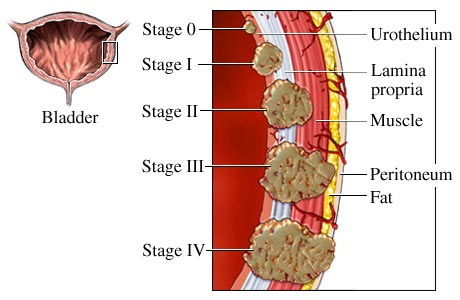 Bladder
Stage 0
Stage I
Stage II
Stage III
Stage IV
Urothelium
Lamina
propria
Muscle
Peritoneum
Fat